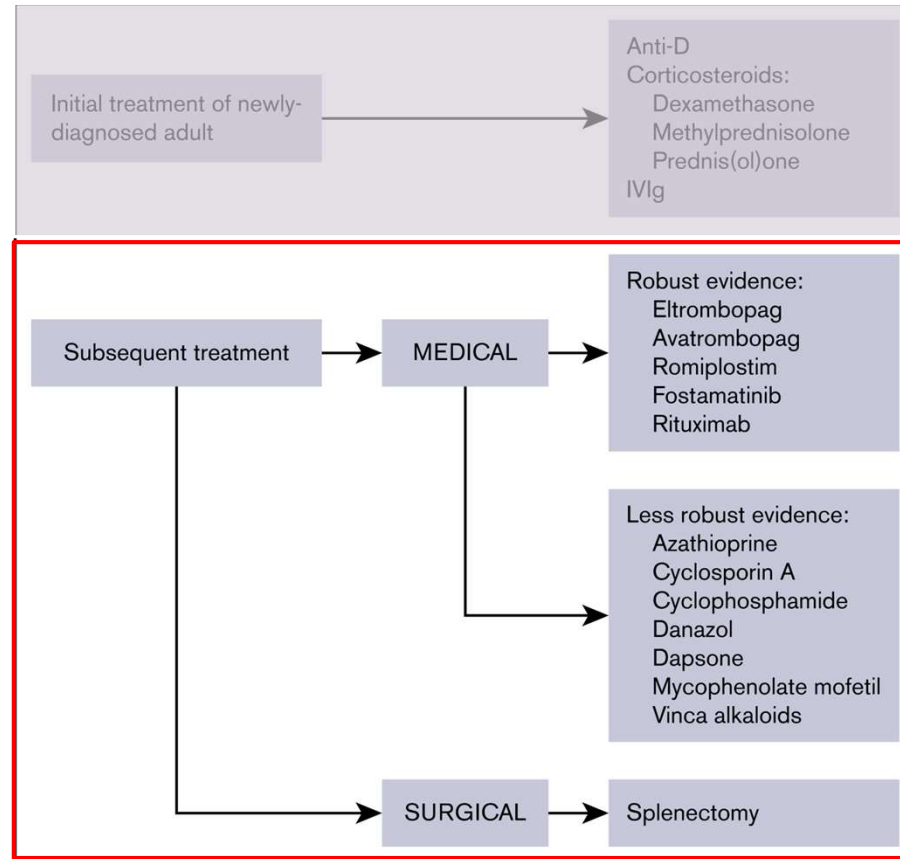 Initial treatment of newly-
diagnosed adult
Anti-D
Corticosteroids:
Dexamethasone
Methylprednisolone
Prednis(ol)one
IVIg
Subsequent treatment
MEDICAL
Robust evidence:
Eltrombopag
Avatrombopag
Romiplostim
Fostamatinib
Rituximab
Less robust evidence:
Azathioprine
Cyclosporin A
Cyclophosphamide
Danazol
Dapsone
Mycophenolate mofetil
Vinca alkaloids
SURGICAL
Splenectomy